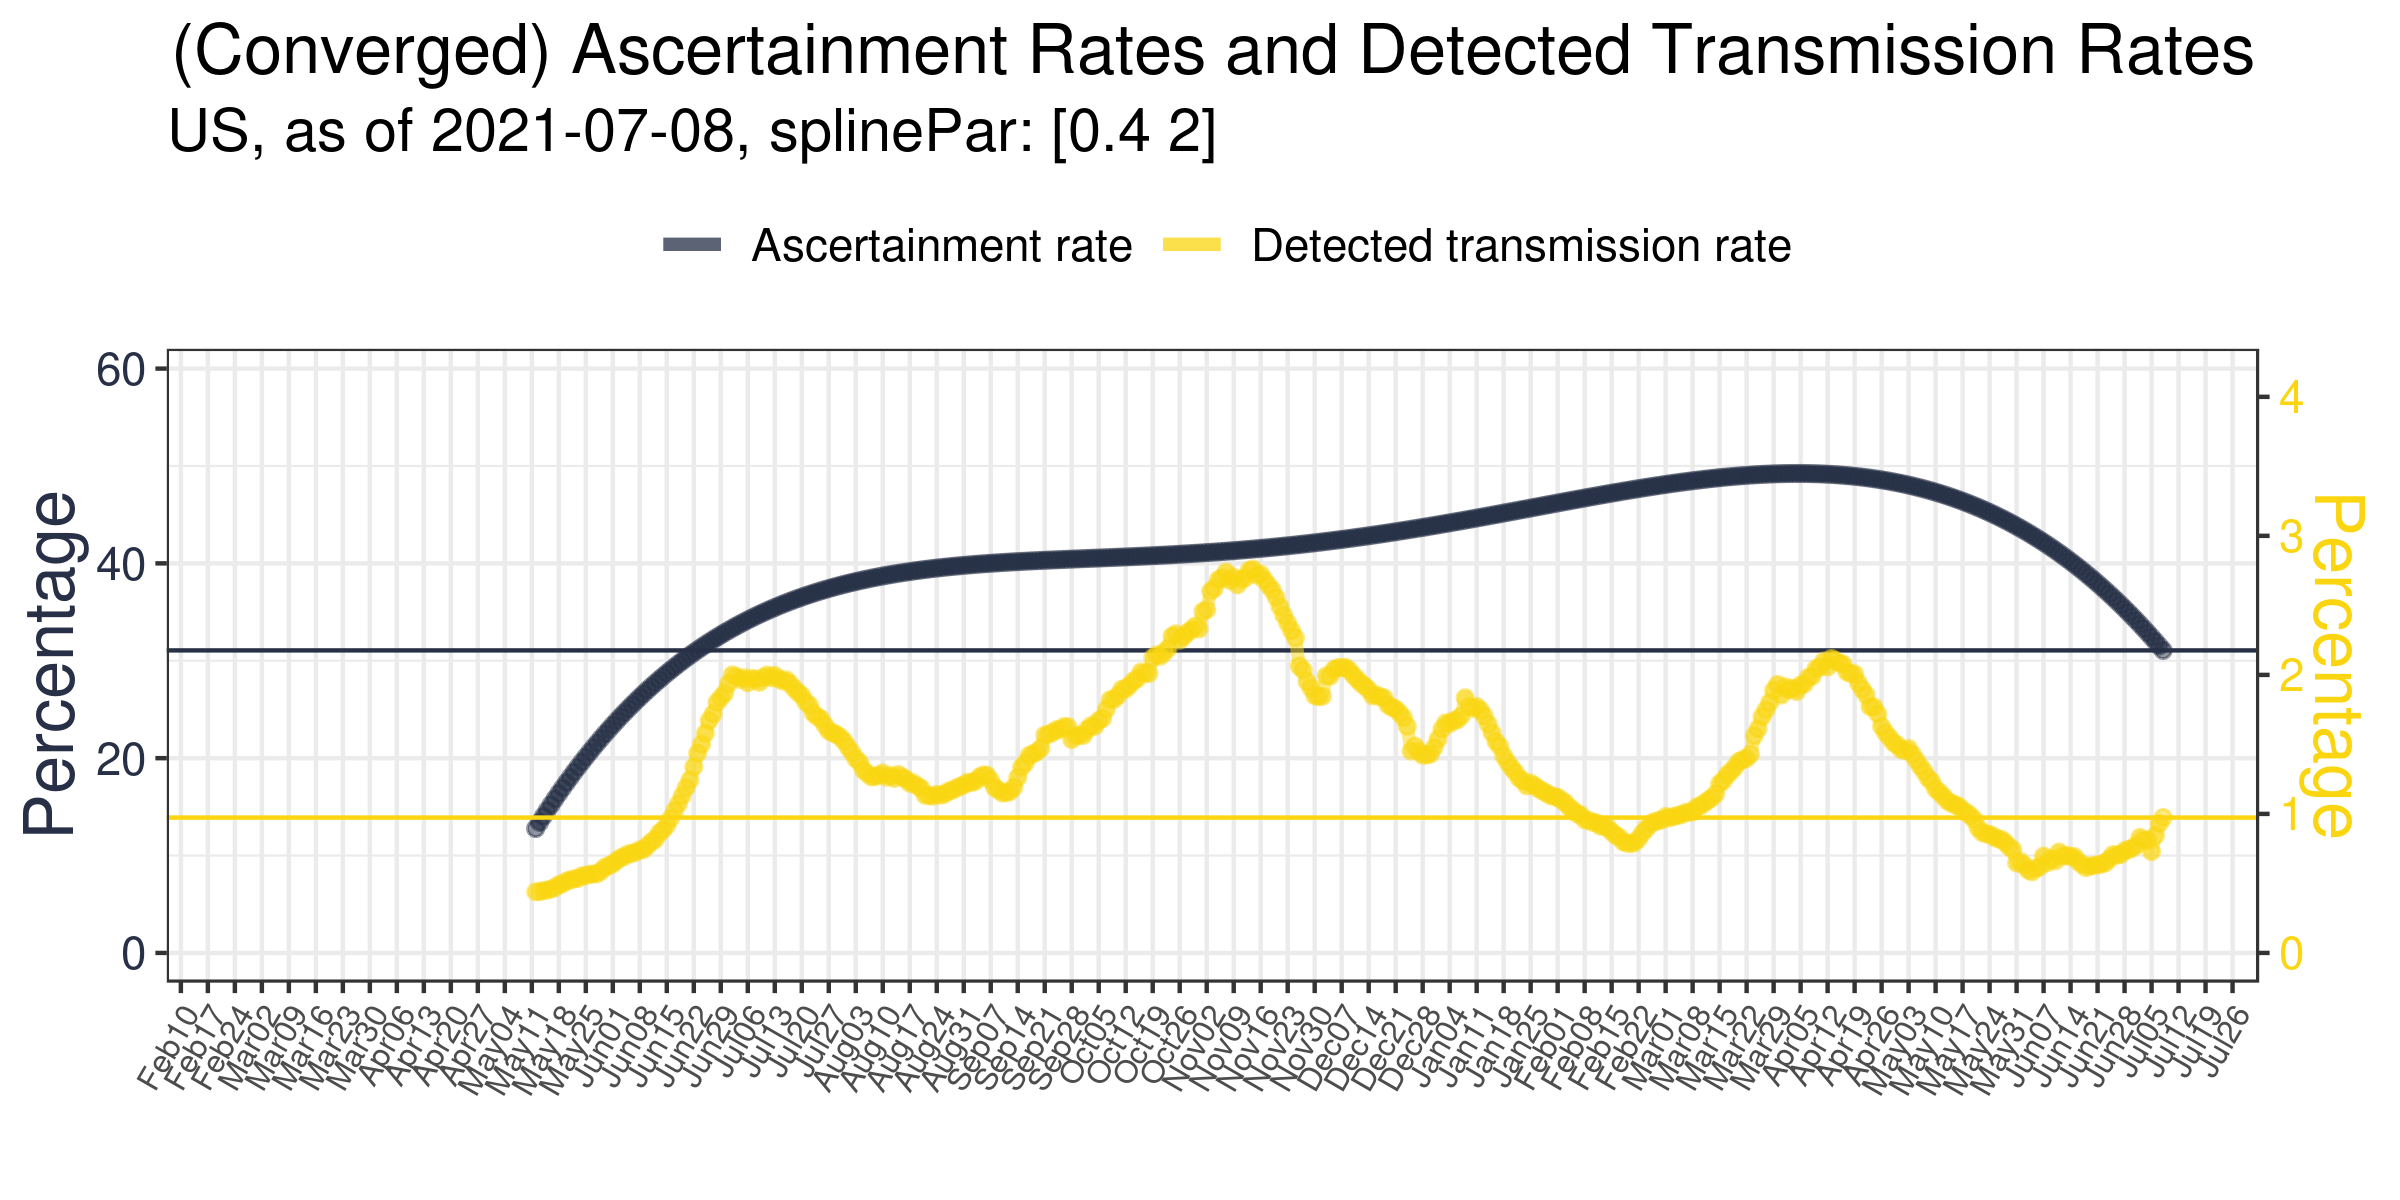 (Converged) Ascertainment Rates and Detected Transmission Rates
US, as of 2021-07-08, splinePar: [0.4 2]
Ascertainment rate Detected transmission rate
Percentage
60
40
20
0
4
3
2
1
0
Percentage
Feb10 Feb17 Feb24 Mar02 Mar09 Mar16 Mar23 Mar30 Apr06 Apr13 Apr20 Apr27 May04 May11 May18 May25 Jun01 Jun08 Jun15 Jun22 Jun29 Jul06 Jul13 Jul20 Jul27 Aug03 Aug10 Aug17 Aug24 Aug31 Sep07 Sep14 Sep21 Sep28 Oct05 Oct12 Oct19 Oct26 Nov02 Nov09 Nov16 Nov23 Nov30 Dec07 Dec14 Dec21 Dec28 Jan04 Jan11 Jan18 Jan25 Feb01 Feb08 Feb15 Feb22 Mar01 Mar08 Mar15 Mar22 Mar29 Apr05 Apr12 Apr19 Apr26 May03 May10 May17 May24 May31 Jun07 Jun14 Jun21 Jun28 Jul05 Jul12 Jul19 Jul26